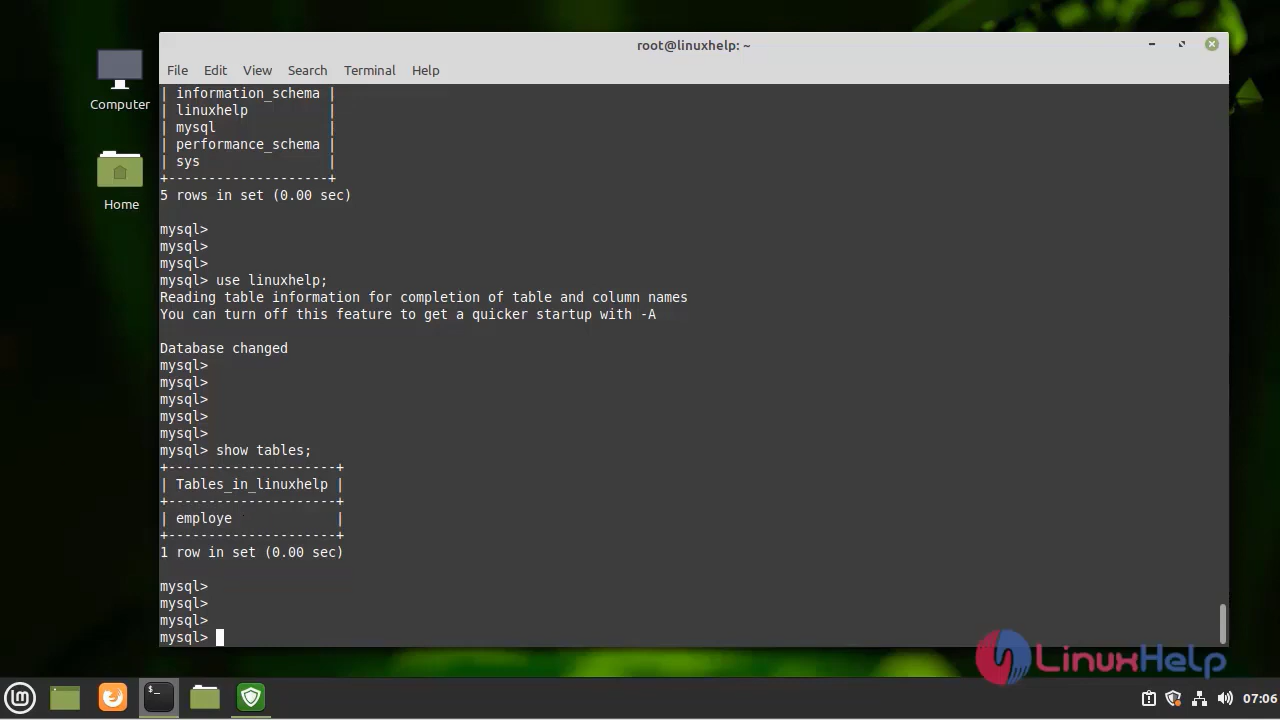 root@linuxhelp: ~
File Edit View Search Terminal Help
Computer
Home
| information_schema |
| linuxhelp          |
| mysql              |
| performance_schema |
| sys                |
+--------------------+
5 rows in set (0.00 sec)
mysql>
mysql>
mysql>
mysql> use linuxhelp;
Reading table information for completion of table and column names
You can turn off this feature to get a quicker startup with -A
Database changed
mysql>
mysql>
mysql>
mysql>
mysql>
mysql> show tables;
+---------------------+
| Tables_in_linuxhelp |
+---------------------+
| employe             |
+---------------------+
1 row in set (0.00 sec)
mysql>
mysql>
mysql>
mysql>
LinuxHelp
$_
07:06